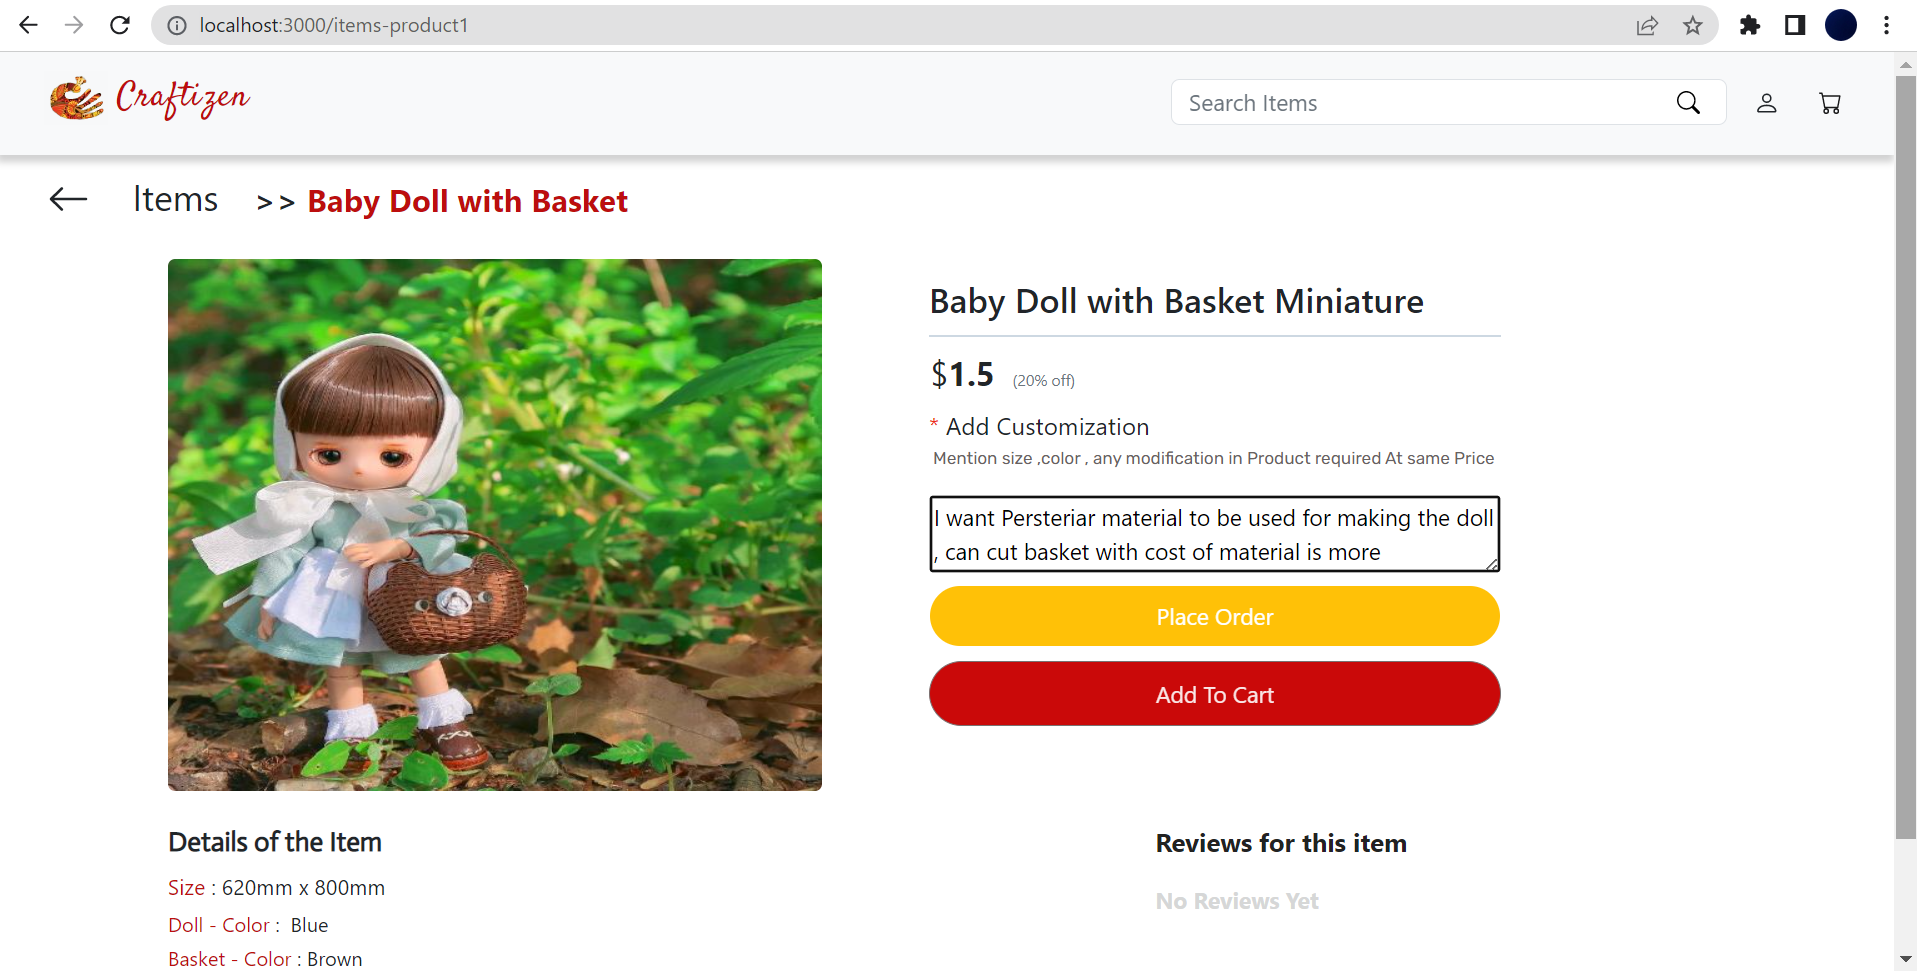 localhost:3000/items-product1
Craftizen
Search Items
Items >> Baby Doll with Basket
Baby Doll with Basket Miniature
$1.5 (20% off)
* Add Customization
Mention size ,color , any modification in Product required At same Price
I want Persteriar material to be used for making the doll
, can cut basket with cost of material is more
Place Order
Add To Cart
Details of the Item
Size : 620mm x 800mm
Doll - Color : Blue
Basket - Color : Brown
Reviews for this item
No Reviews Yet